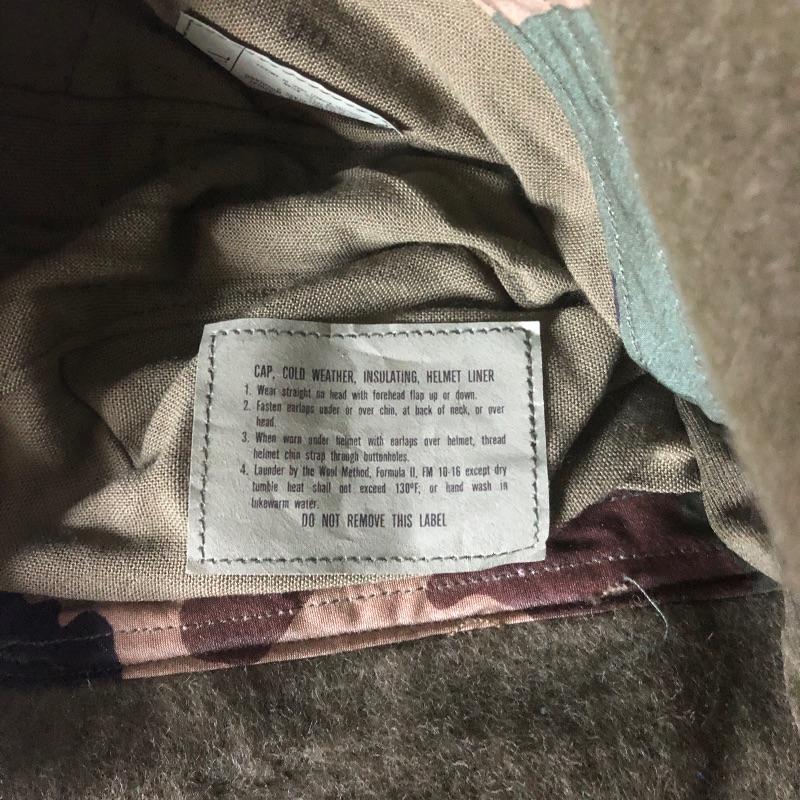 CAP, COLD WEATHER, INSULATING, HELMET LINER
1. Wear straight on head with forehead flap up or down.
2. Fasten earlaps under or over chin, at back of neck, or over
head.
3. When worn under helmet with earlaps over helmet, thread
helmet chin strap through buttonholes.
4. Launder by the Wool Method, Formula II, FM 10-16 except dry
tumble heat shall not exceed 130°F, or hand wash in
lukewarm water.
DO NOT REMOVE THIS LABEL